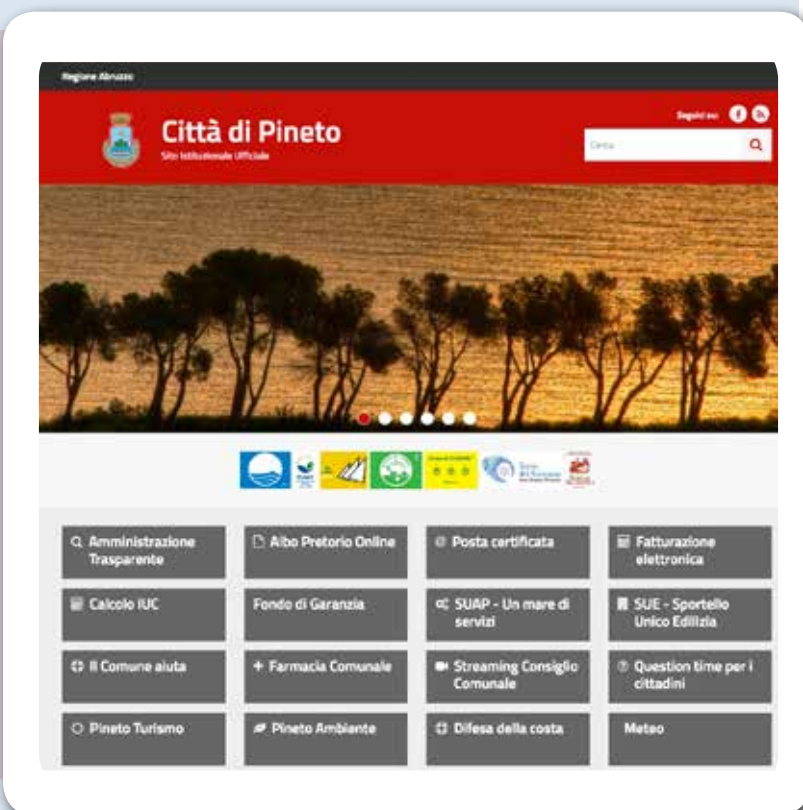 Regione Abruzzo
Città di Pineto
Sito Istituzionale Ufficiale
Seguici su:
Cerca
Amministrazione
Trasparente
Albo Pretorio Online
Posta certificata
Fatturazione
elettronica
Calcolo IUC
Fondo di Garanzia
SUAP - Un mare di
servizi
SUE - Sportello
Unico Edilizia
Il Comune aiuta
Farmacia Comunale
Streaming Consiglio
Comunale
Question time per i
cittadini
Pineto Turismo
Pineto Ambiente
Difesa della costa
Meteo